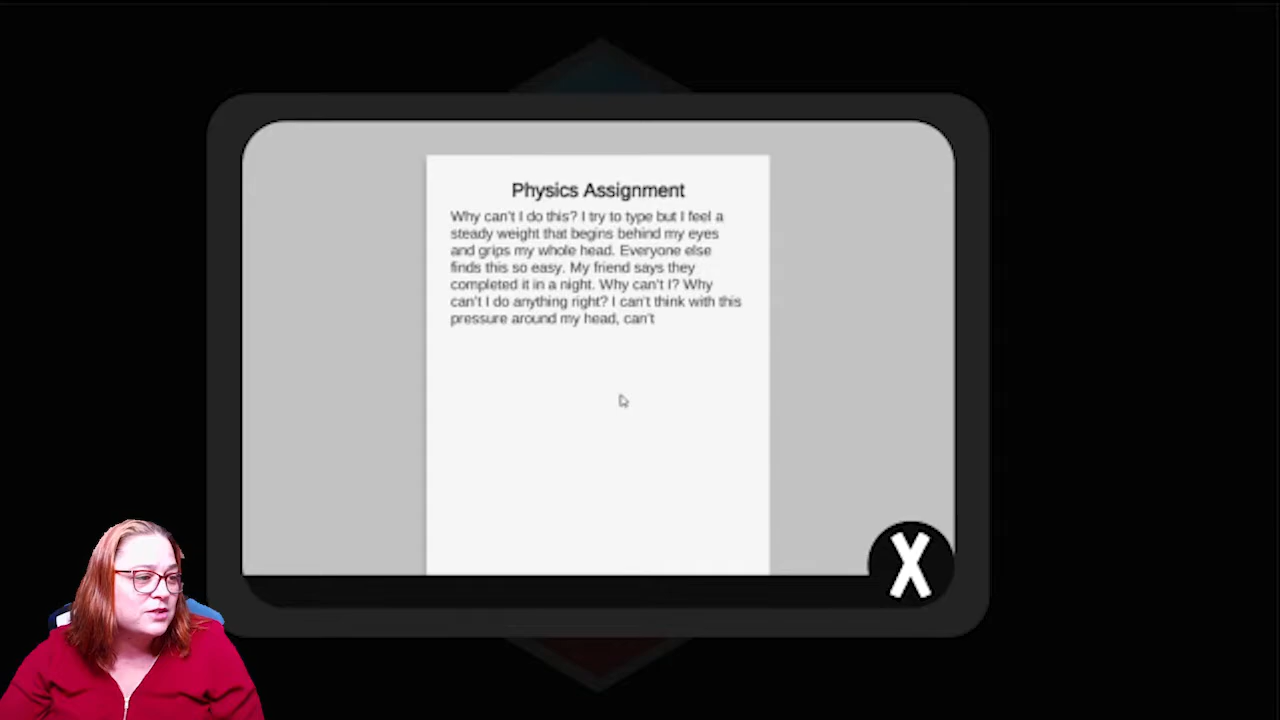 Physics Assignment
Why can't I do this? I try to type but I feel a
steady weight that begins behind my eyes
and grips my whole head. Everyone else
finds this so easy. My friend says they
completed it in a night. Why can't I? Why
can't I do anything right? I can't think with this
pressure around my head, can't
X